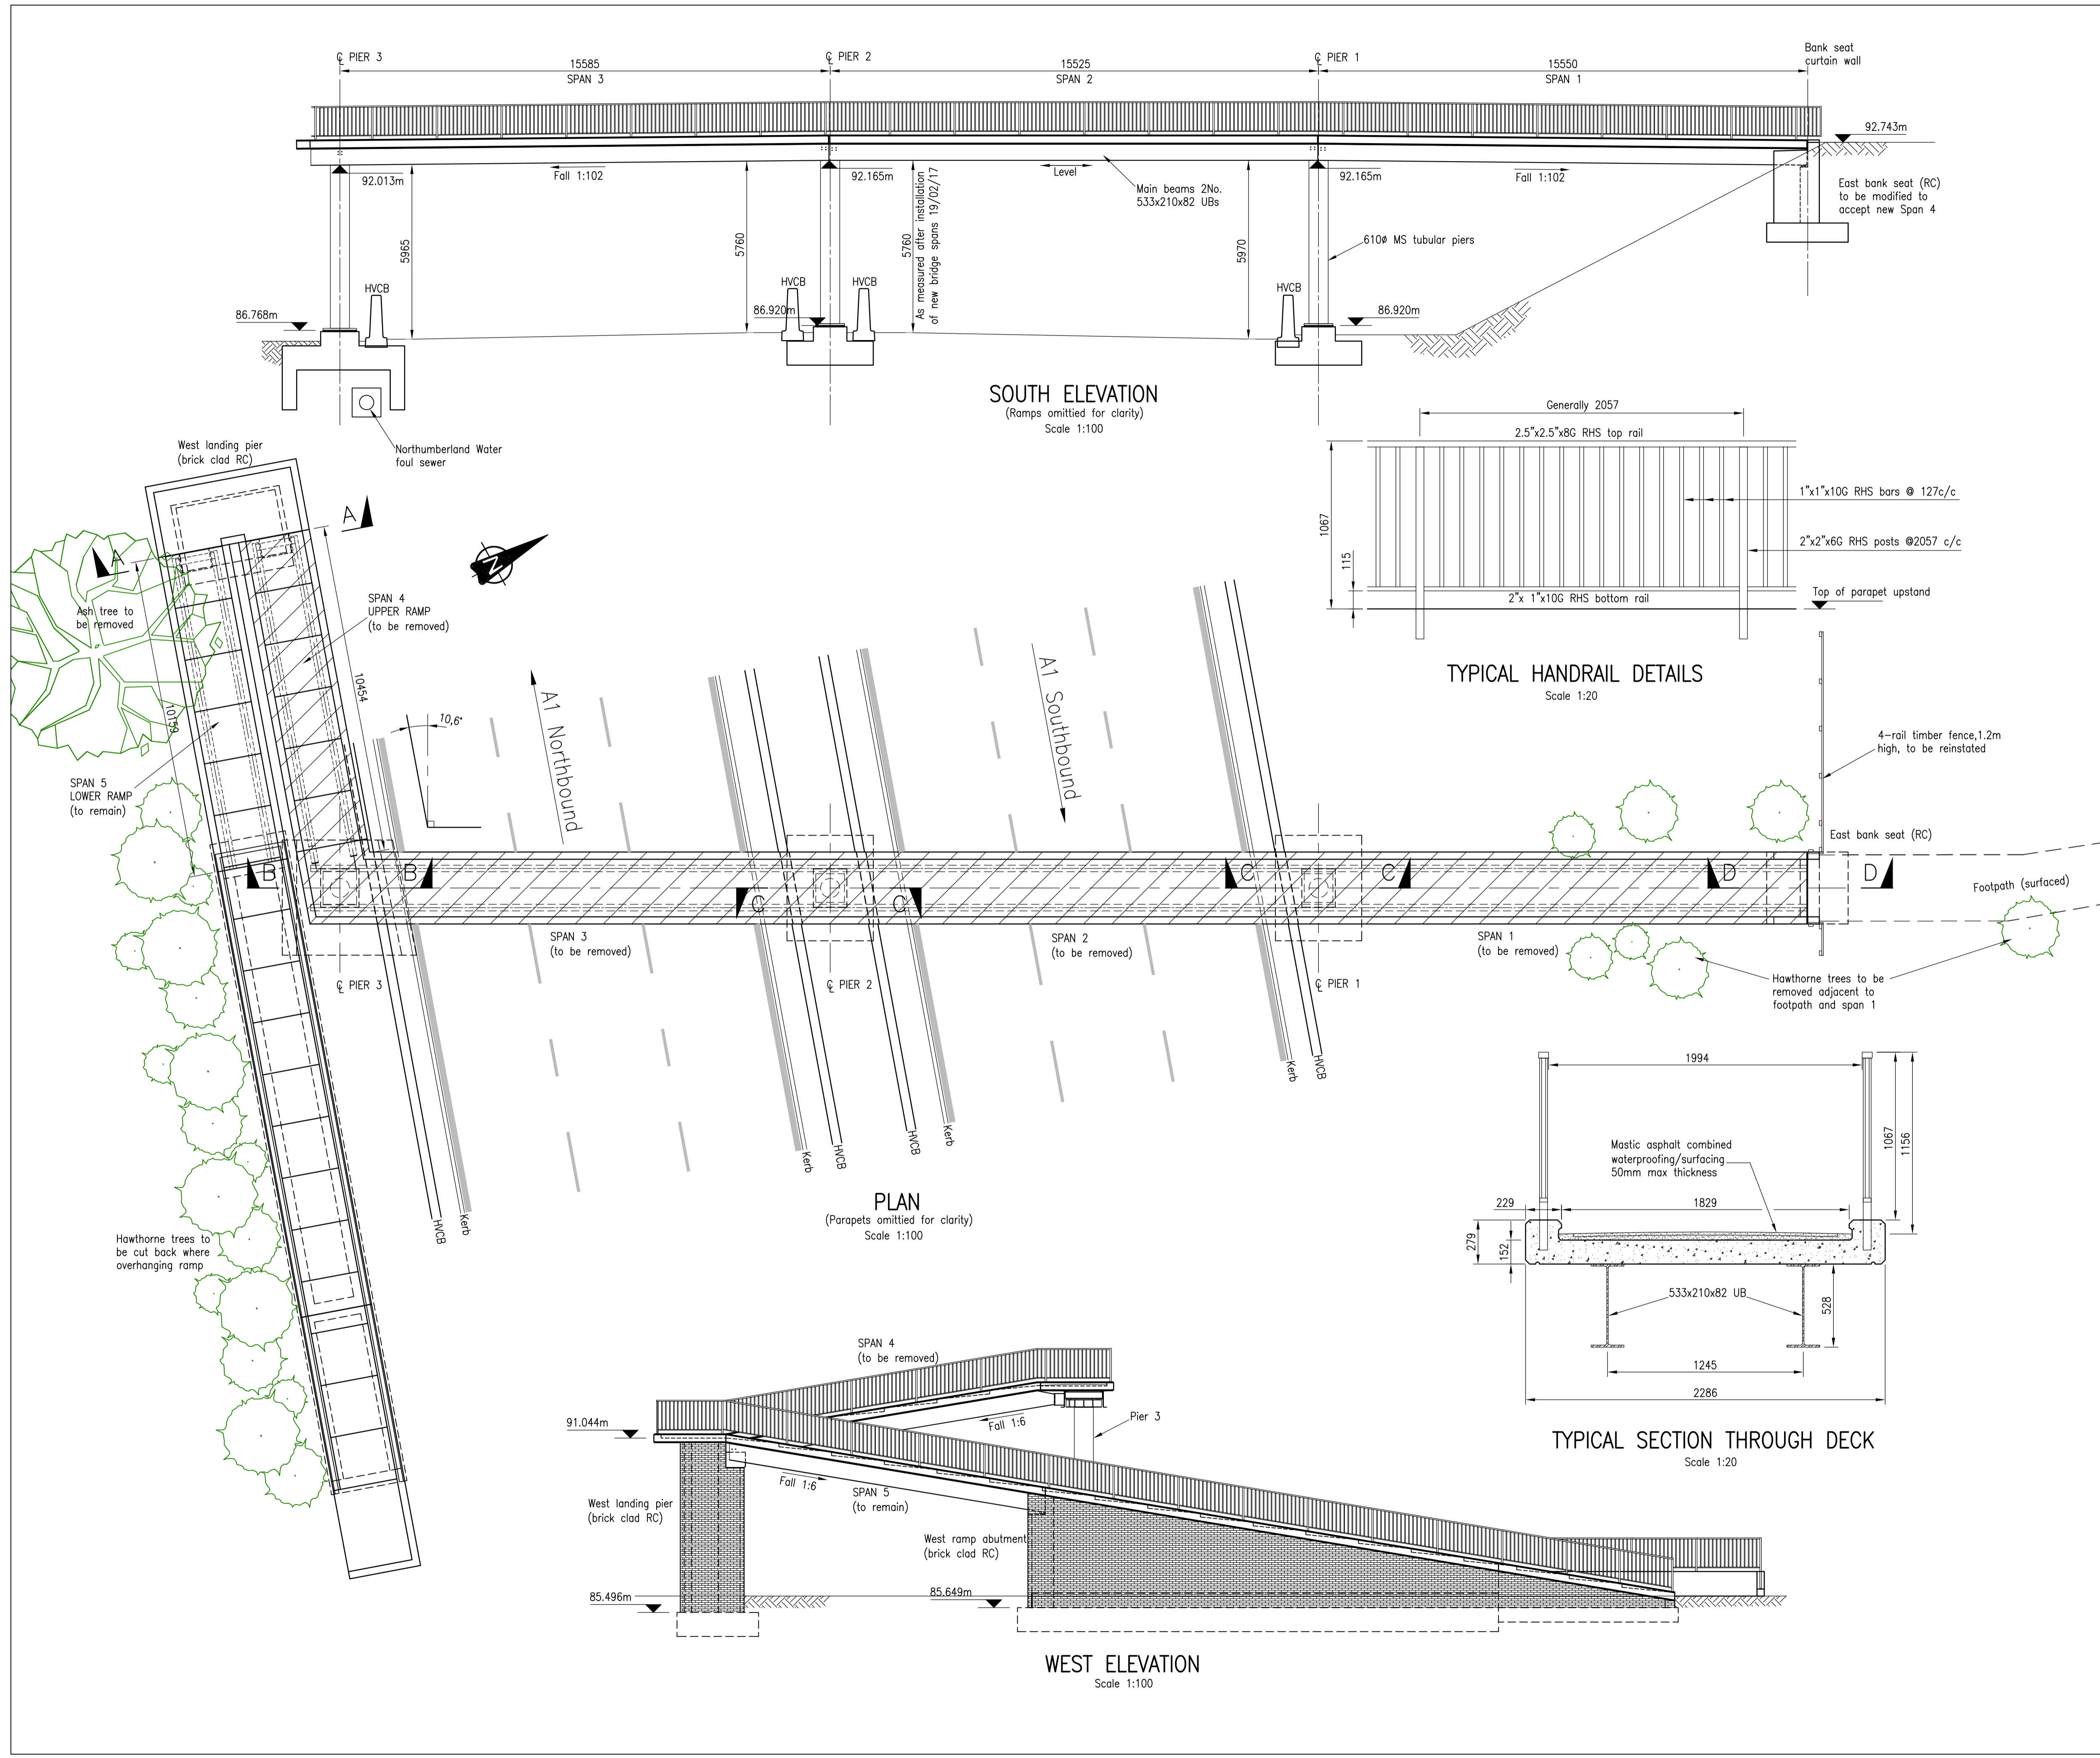 ℄ PIER 3
℄ PIER 2
℄ PIER 1
Bank seat
curtain wall
15585
SPAN 3
15525
SPAN 2
15550
SPAN 1
92.743m
92.013m
Fall 1:102
92.165m
Level
92.165m
Fall 1:102
Main beams 2No.
533x210x82 UBs
East bank seat (RC)
to be modified to
accept new Span 4
5965
5760
5760
As measured after installation
of new bridge spans 19/02/17
5970
610ø MS tubular piers
HVCB
HVCB
HVCB
HVCB
86.768m
86.920m
86.920m
SOUTH ELEVATION
(Ramps omittied for clarity)
Scale 1:100
Northumberland Water
foul sewer
West landing pier
(brick clad RC)
Generally 2057
2.5"x2.5"x8G RHS top rail
1"x1"x10G RHS bars @ 127c/c
1067
115
2"x2"x6G RHS posts @2057 c/c
2"x 1"x10G RHS bottom rail
Top of parapet upstand
TYPICAL HANDRAIL DETAILS
Scale 1:20
A
A
N
Ash tree to
be removed
SPAN 4
UPPER RAMP
(to be removed)
10454
10159
10,6°
A1 Northbound
A1 Southbound
SPAN 5
LOWER RAMP
(to remain)
4-rail timber fence,1.2m
high, to be reinstated
East bank seat (RC)
B
B
C
C
C
C
D
D
Footpath (surfaced)
SPAN 3
(to be removed)
SPAN 2
(to be removed)
SPAN 1
(to be removed)
℄ PIER 3
℄ PIER 2
℄ PIER 1
Hawthorne trees to be
removed adjacent to
footpath and span 1
Kerb
HVCB
Kerb
HVCB
HVCB
Kerb
HVCB
Kerb
PLAN
(Parapets omittied for clarity)
Scale 1:100
Hawthorne trees to
be cut back where
overhanging ramp
1994
1067
1156
Mastic asphalt combined
waterproofing/surfacing
50mm max thickness
229
1829
279
152
533x210x82 UB
528
1245
2286
TYPICAL SECTION THROUGH DECK
Scale 1:20
SPAN 4
(to be removed)
91.044m
Fall 1:6
Pier 3
Fall 1:6
SPAN 5
(to remain)
West landing pier
(brick clad RC)
West ramp abutment
(brick clad RC)
85.496m
85.649m
WEST ELEVATION
Scale 1:100